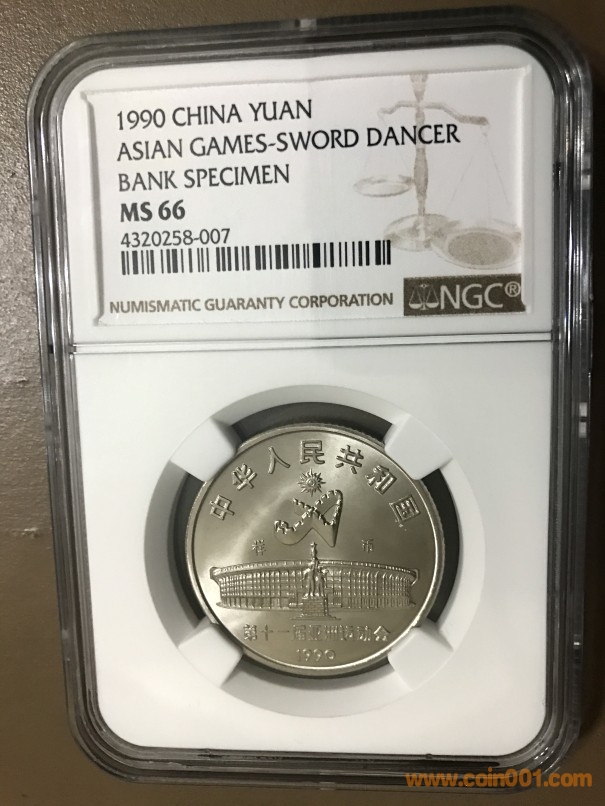 1990 CHINA YUAN
ASIAN GAMES-SWORD DANCER
BANK SPECIMEN
MS 66
4320258-007
NUMISMATIC GUARANTY CORPORATION
NGC®
中华人民共和国
样 币
第十一届亚洲运动会
1990
www.coin001.com